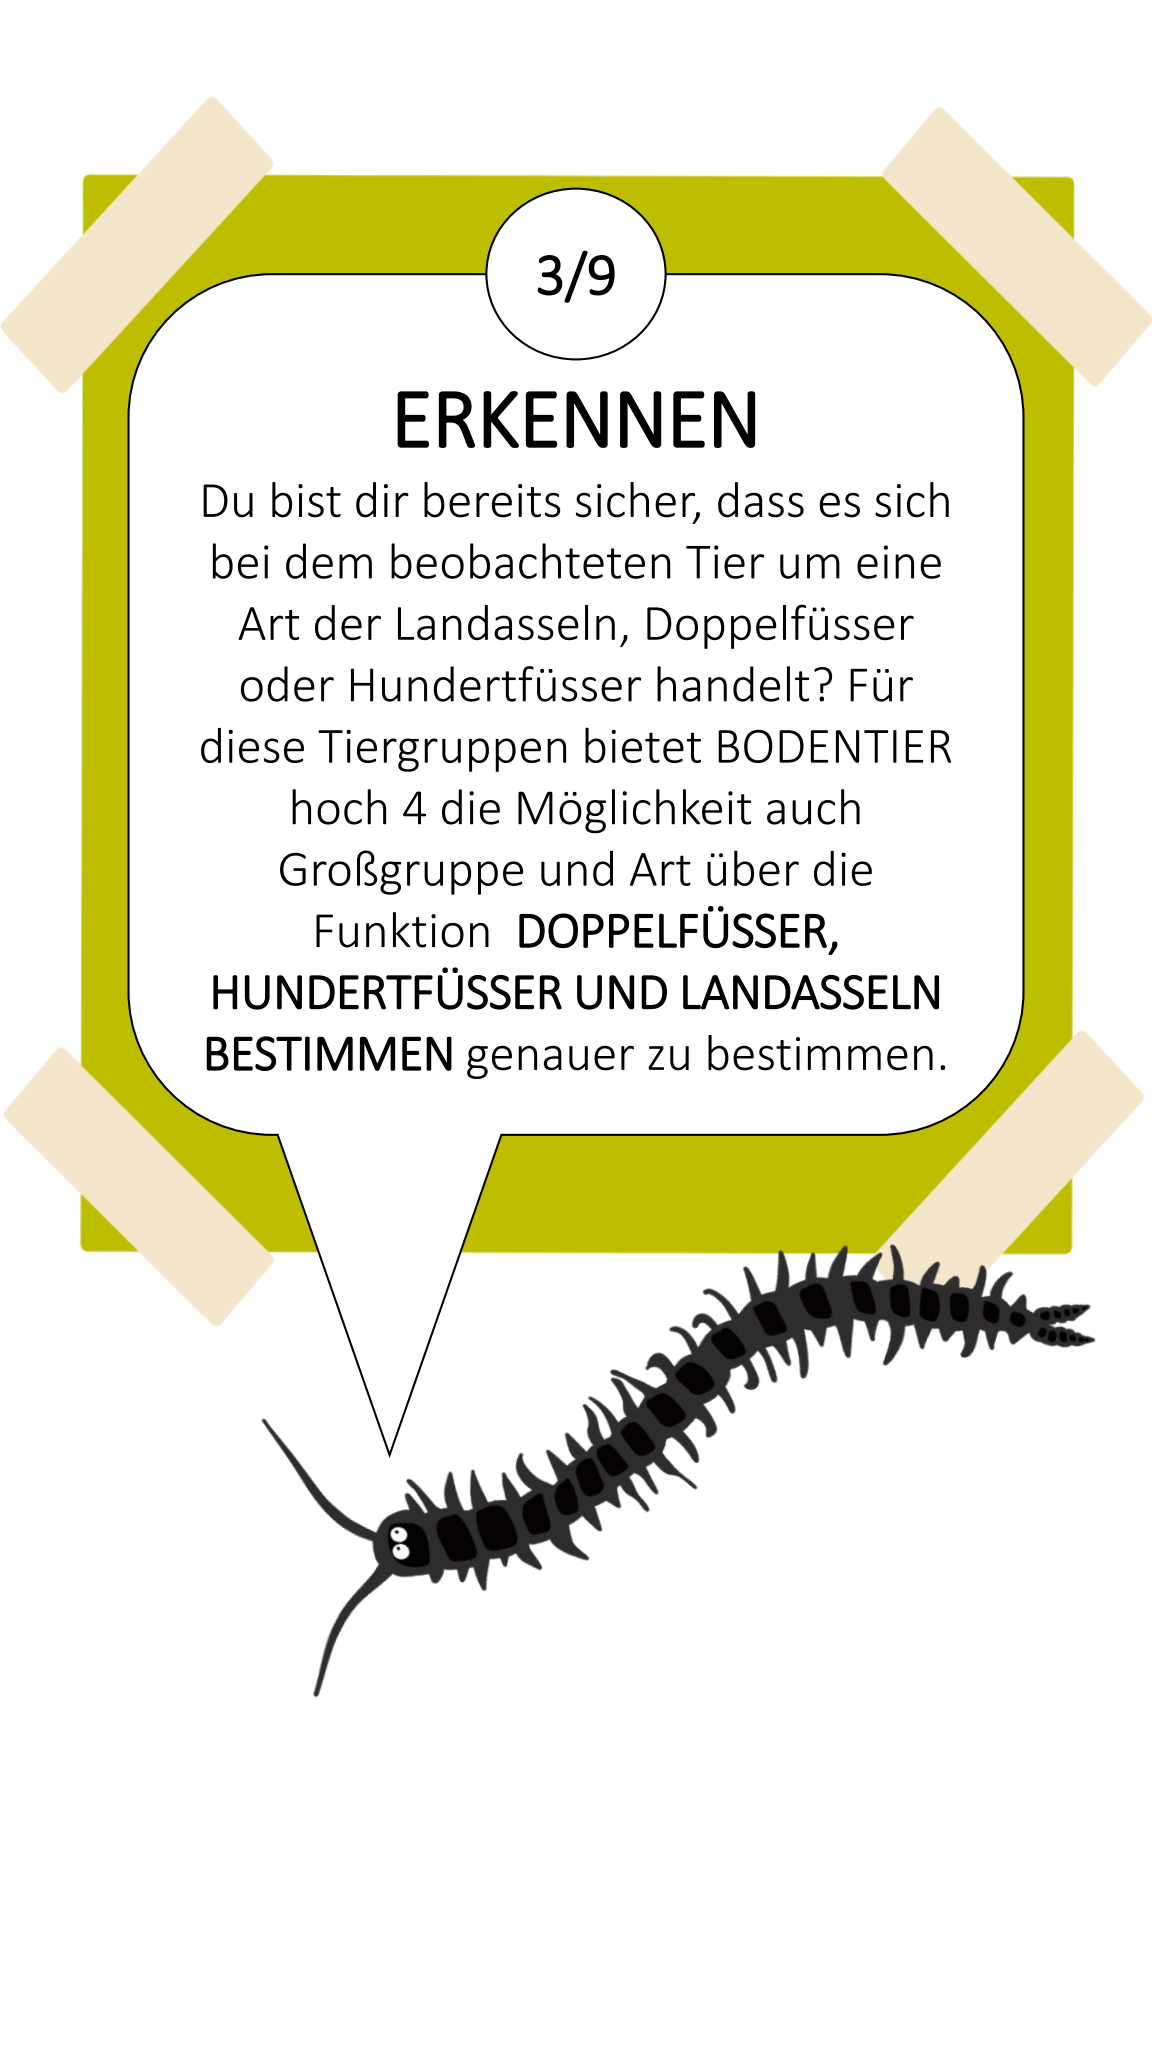 3/9
ERKENNEN
Du bist dir bereits sicher, dass es sich
bei dem beobachteten Tier um eine
Art der Landasseln, Doppelfüsser
oder Hundertfüsser handelt? Für
diese Tiergruppen bietet BODENTIER
hoch 4 die Möglichkeit auch
Großgruppe und Art über die
Funktion DOPPELFÜSSER,
HUNDERTFÜSSER UND LANDASSELN
BESTIMMEN genauer zu bestimmen.